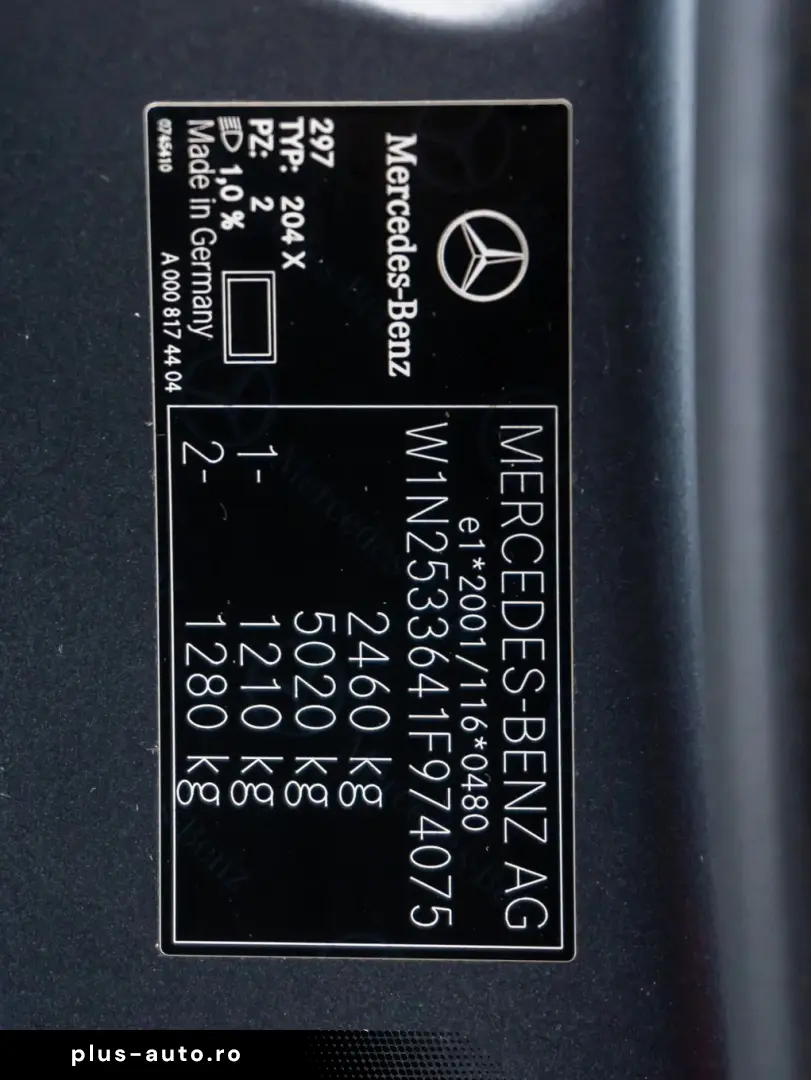 Mercedes-Benz
297
TYP: 204 X
PZ: 2
1,0 %
Made in Germany
0745410
A 000 817 44 04
MERCEDES-BENZ AG
e1*2001/116*0480
W1N2533641F974075
2460 kg
5020 kg
1- 1210 kg
2- 1280 kg
plus-auto.ro